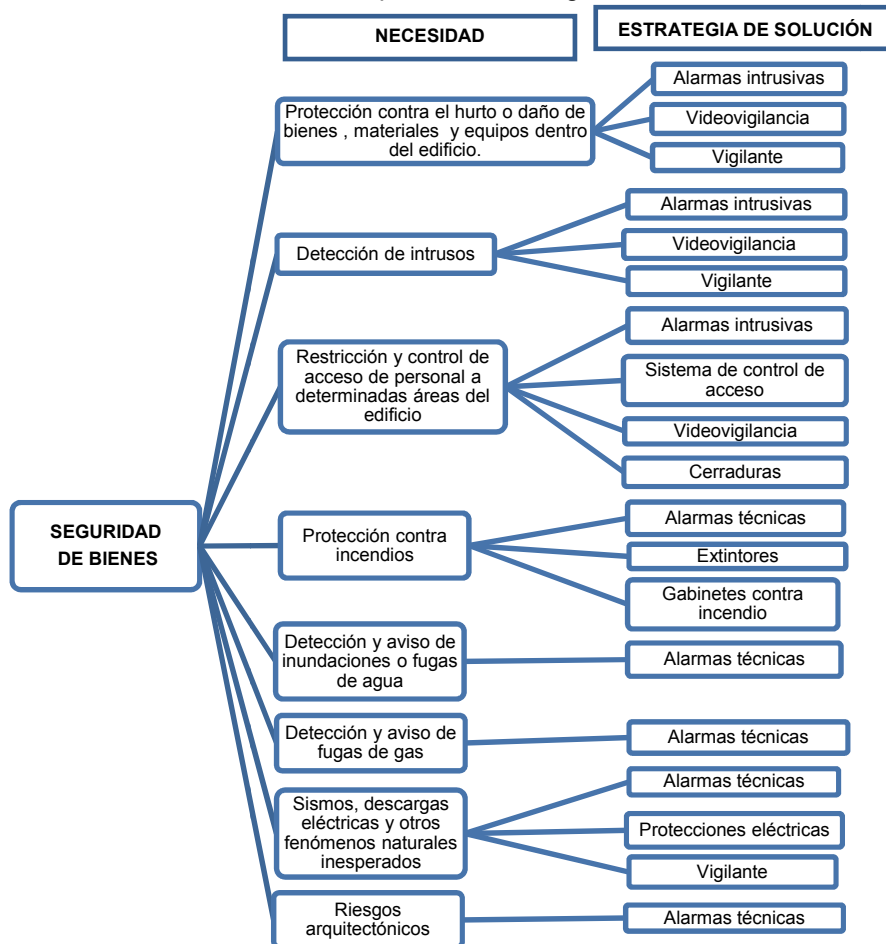 NECESIDAD
ESTRATEGIA DE SOLUCIÓN
Protección contra el hurto o daño de
bienes , materiales y equipos dentro
del edificio.
Alarmas intrusivas
Videovigilancia
Vigilante
Detección de intrusos
Alarmas intrusivas
Videovigilancia
Vigilante
Restricción y control de
acceso de personal a
determinadas áreas del
edificio
Alarmas intrusivas
Sistema de control de
acceso
Videovigilancia
Cerraduras
SEGURIDAD
DE BIENES
Protección contra
incendios
Alarmas técnicas
Extintores
Gabinetes contra
incendio
Detección y aviso de
inundaciones o fugas
de agua
Alarmas técnicas
Detección y aviso de
fugas de gas
Alarmas técnicas
Sismos, descargas
eléctricas y otros
fenómenos naturales
inesperados
Alarmas técnicas
Protecciones eléctricas
Vigilante
Riesgos
arquitectónicos
Alarmas técnicas